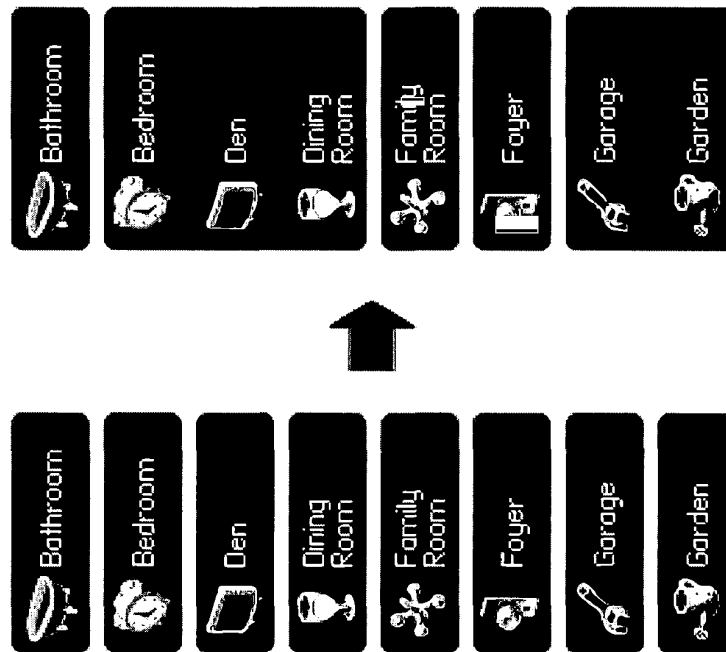 Bathroom
Bedroom
Den
Dining
Room
Family
Room
Foyer
Garage
Garden
Bathroom
Bedroom
Den
Dining
Room
Family
Room
Foyer
Garage
Garden